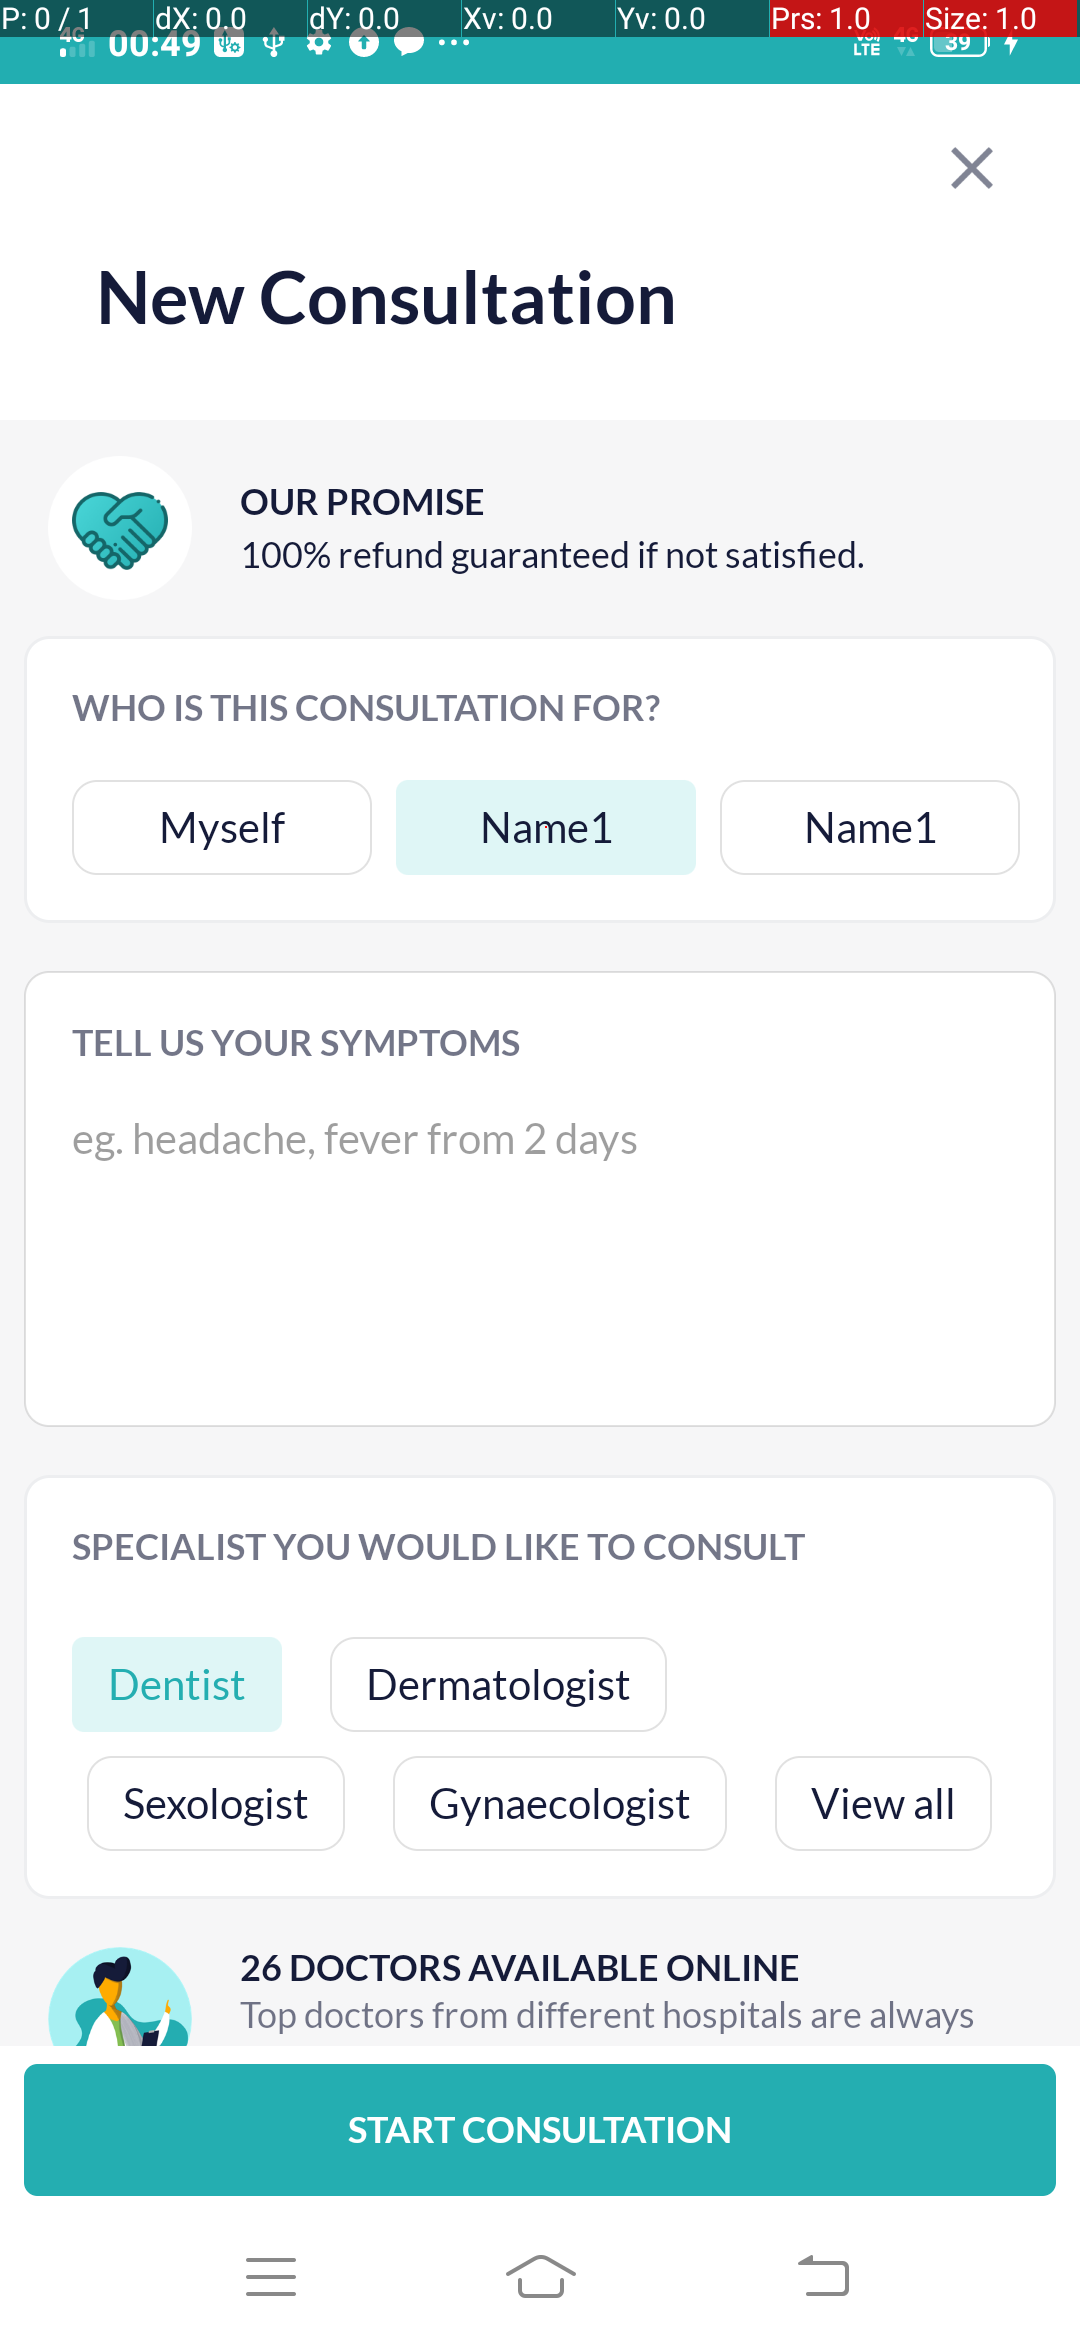 P: 0 / 1 dX: 0.0 dY: 0.0 Xv: 0.0 Yv: 0.0 Prs: 1.0 Size: 1.0
4G 00:49 LTE 4G 39
New Consultation
OUR PROMISE
100% refund guaranteed if not satisfied.
WHO IS THIS CONSULTATION FOR?
Myself Name1 Name1
TELL US YOUR SYMPTOMS
eg. headache, fever from 2 days
SPECIALIST YOU WOULD LIKE TO CONSULT
Dentist Dermatologist
Sexologist Gynaecologist View all
26 DOCTORS AVAILABLE ONLINE
Top doctors from different hospitals are always
START CONSULTATION